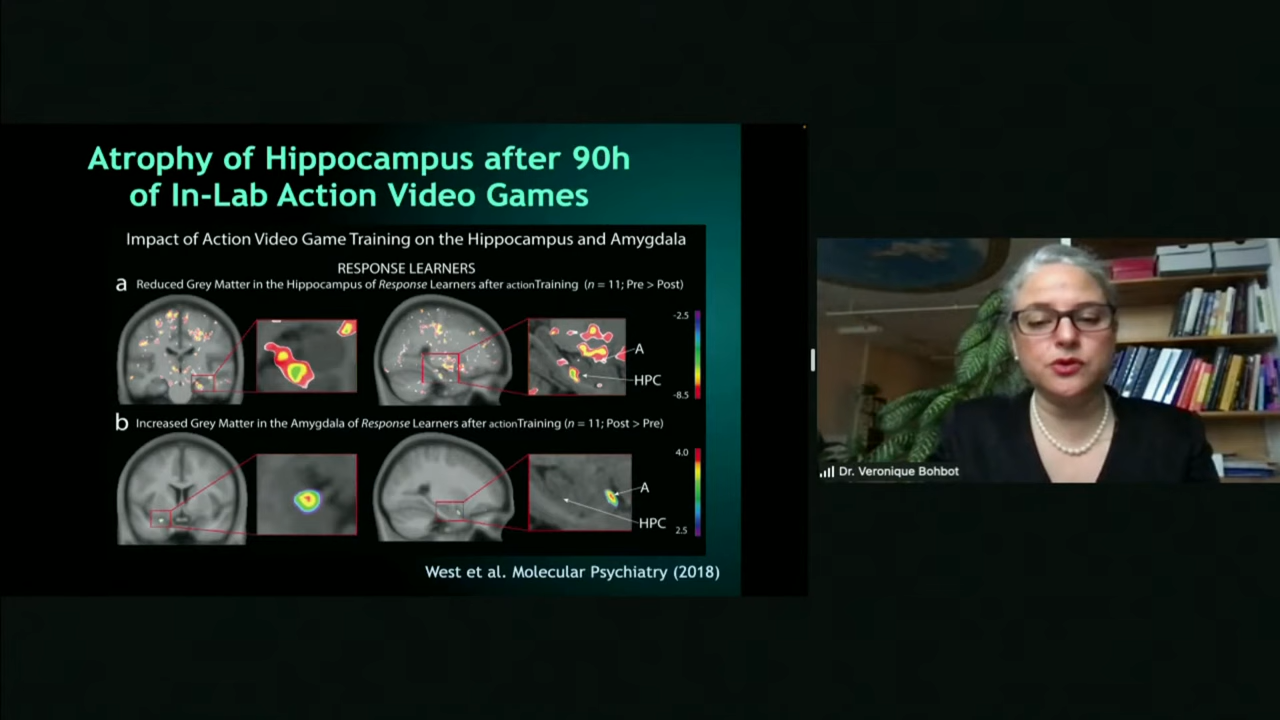 Atrophy of Hippocampus after 90h
of In-Lab Action Video Games
Impact of Action Video Game Training on the Hippocampus and Amygdala
RESPONSE LEARNERS
a Reduced Grey Matter in the Hippocampus of Response Learners after actionTraining (n = 11; Pre > Post)
-2.5
A
HPC
-8.5
b Increased Grey Matter in the Amygdala of Response Learners after actionTraining (n = 11; Post > Pre)
4.0
A
HPC
2.5
West et al. Molecular Psychiatry (2018)
Dr. Veronique Bohbot